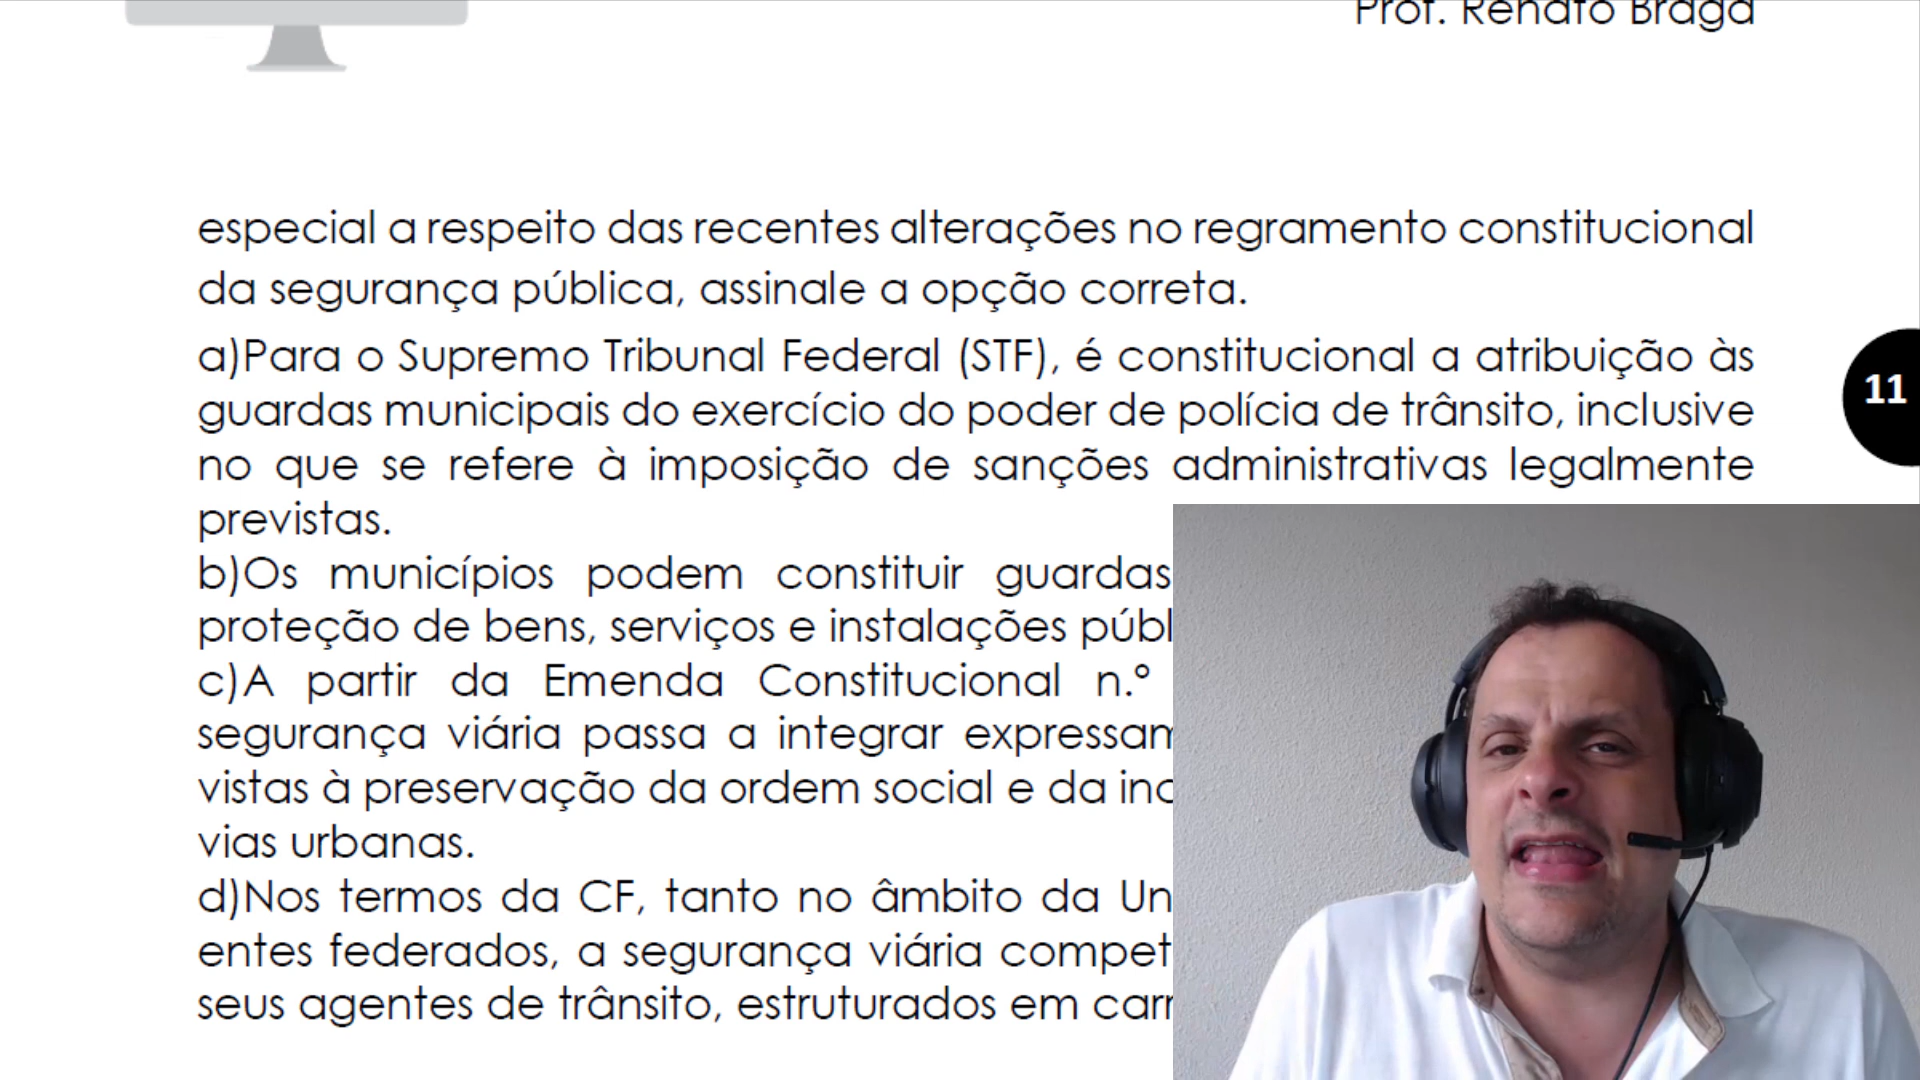 Prof. Renato Braga
especial a respeito das recentes alterações no regramento constitucional
da segurança pública, assinale a opção correta.
a)Para o Supremo Tribunal Federal (STF), é constitucional a atribuição às
11
guardas municipais do exercício do poder de polícia de trânsito, inclusive
no que se refere à imposição de sanções administrativas legalmente
previstas.
b)Os municípios podem constituir guardas
proteção de bens, serviços e instalações
c)A partir da Emenda Constitucional n.º
segurança viária passa a integrar
vistas à preservação da ordem social e da
vias urbanas.
d)Nos termos da CF, tanto no âmbito da
entes federados, a segurança viária
seus agentes de trânsito, estruturados em